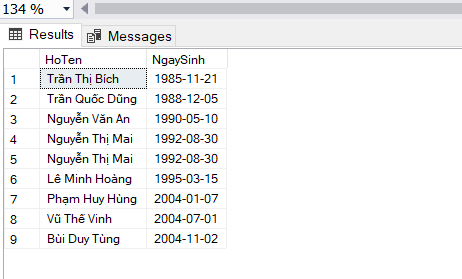 134 %
Results Messages
HoTen NgaySinh
1 Trần Thị Bích 1985-11-21
2 Trần Quốc Dũng 1988-12-05
3 Nguyễn Văn An 1990-05-10
4 Nguyễn Thị Mai 1992-08-30
5 Nguyễn Thị Mai 1992-08-30
6 Lê Minh Hoàng 1995-03-15
7 Phạm Huy Hùng 2004-01-07
8 Vũ Thế Vinh 2004-07-01
9 Bùi Duy Tùng 2004-11-02